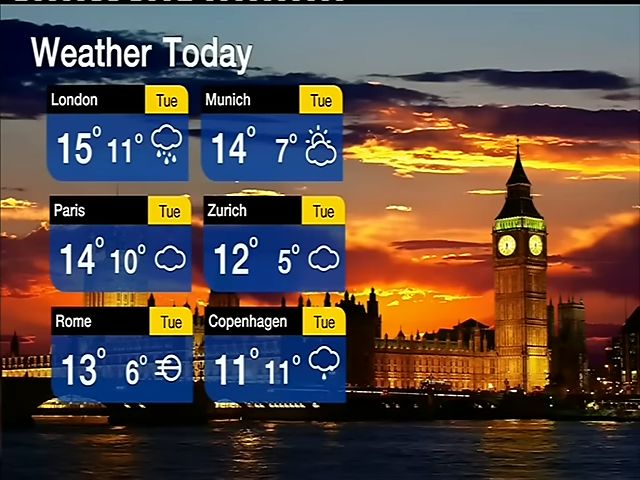 Weather Today
London Tue
15° 11°
Munich Tue
14° 7°
Paris Tue
14° 10°
Zurich Tue
12° 5°
Rome Tue
13° 6°
Copenhagen Tue
11° 11°